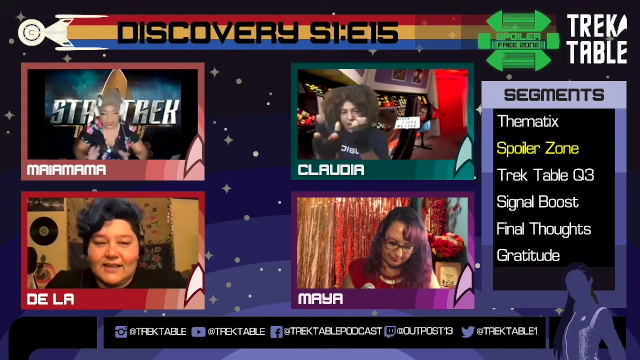 DISCOVERY S1:E15
SPOILER
FREE ZONE
TREK
TABLE
STAR TREK
MAIAMAMA
CLAUDIA
DISC
DE LA
MAYA
SEGMENTS
Thematix
Spoiler Zone
Trek Table Q3
Signal Boost
Final Thoughts
Gratitude
@TREKTABLE
@TREKTABLE
@TREKTABLEPODCAST
@OUTPOST13
@TREKTABLE1